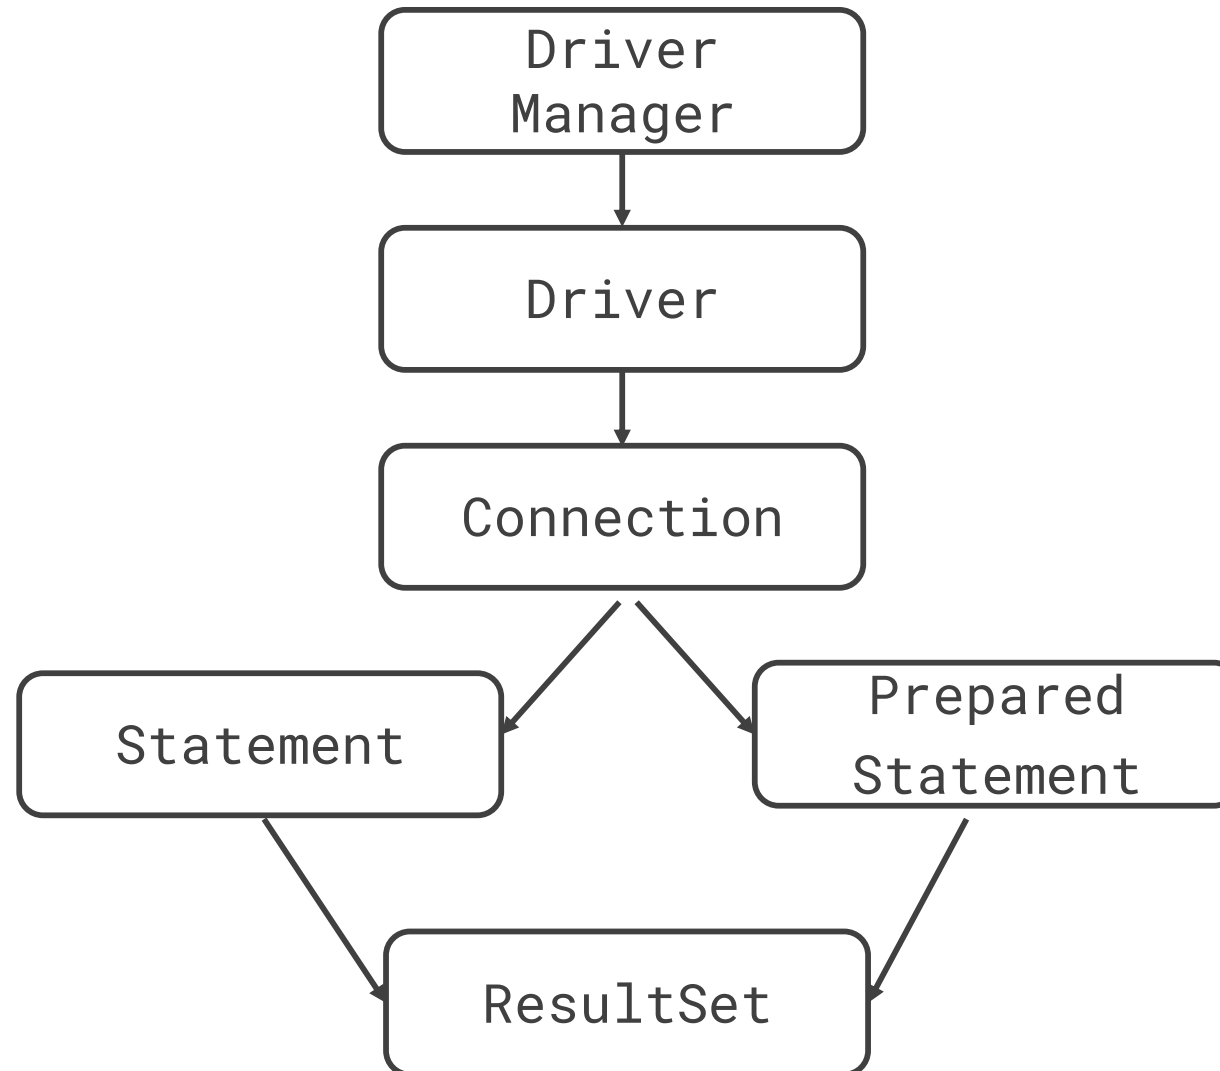 Driver
Manager
Driver
Connection
Statement
Prepared
Statement
ResultSet